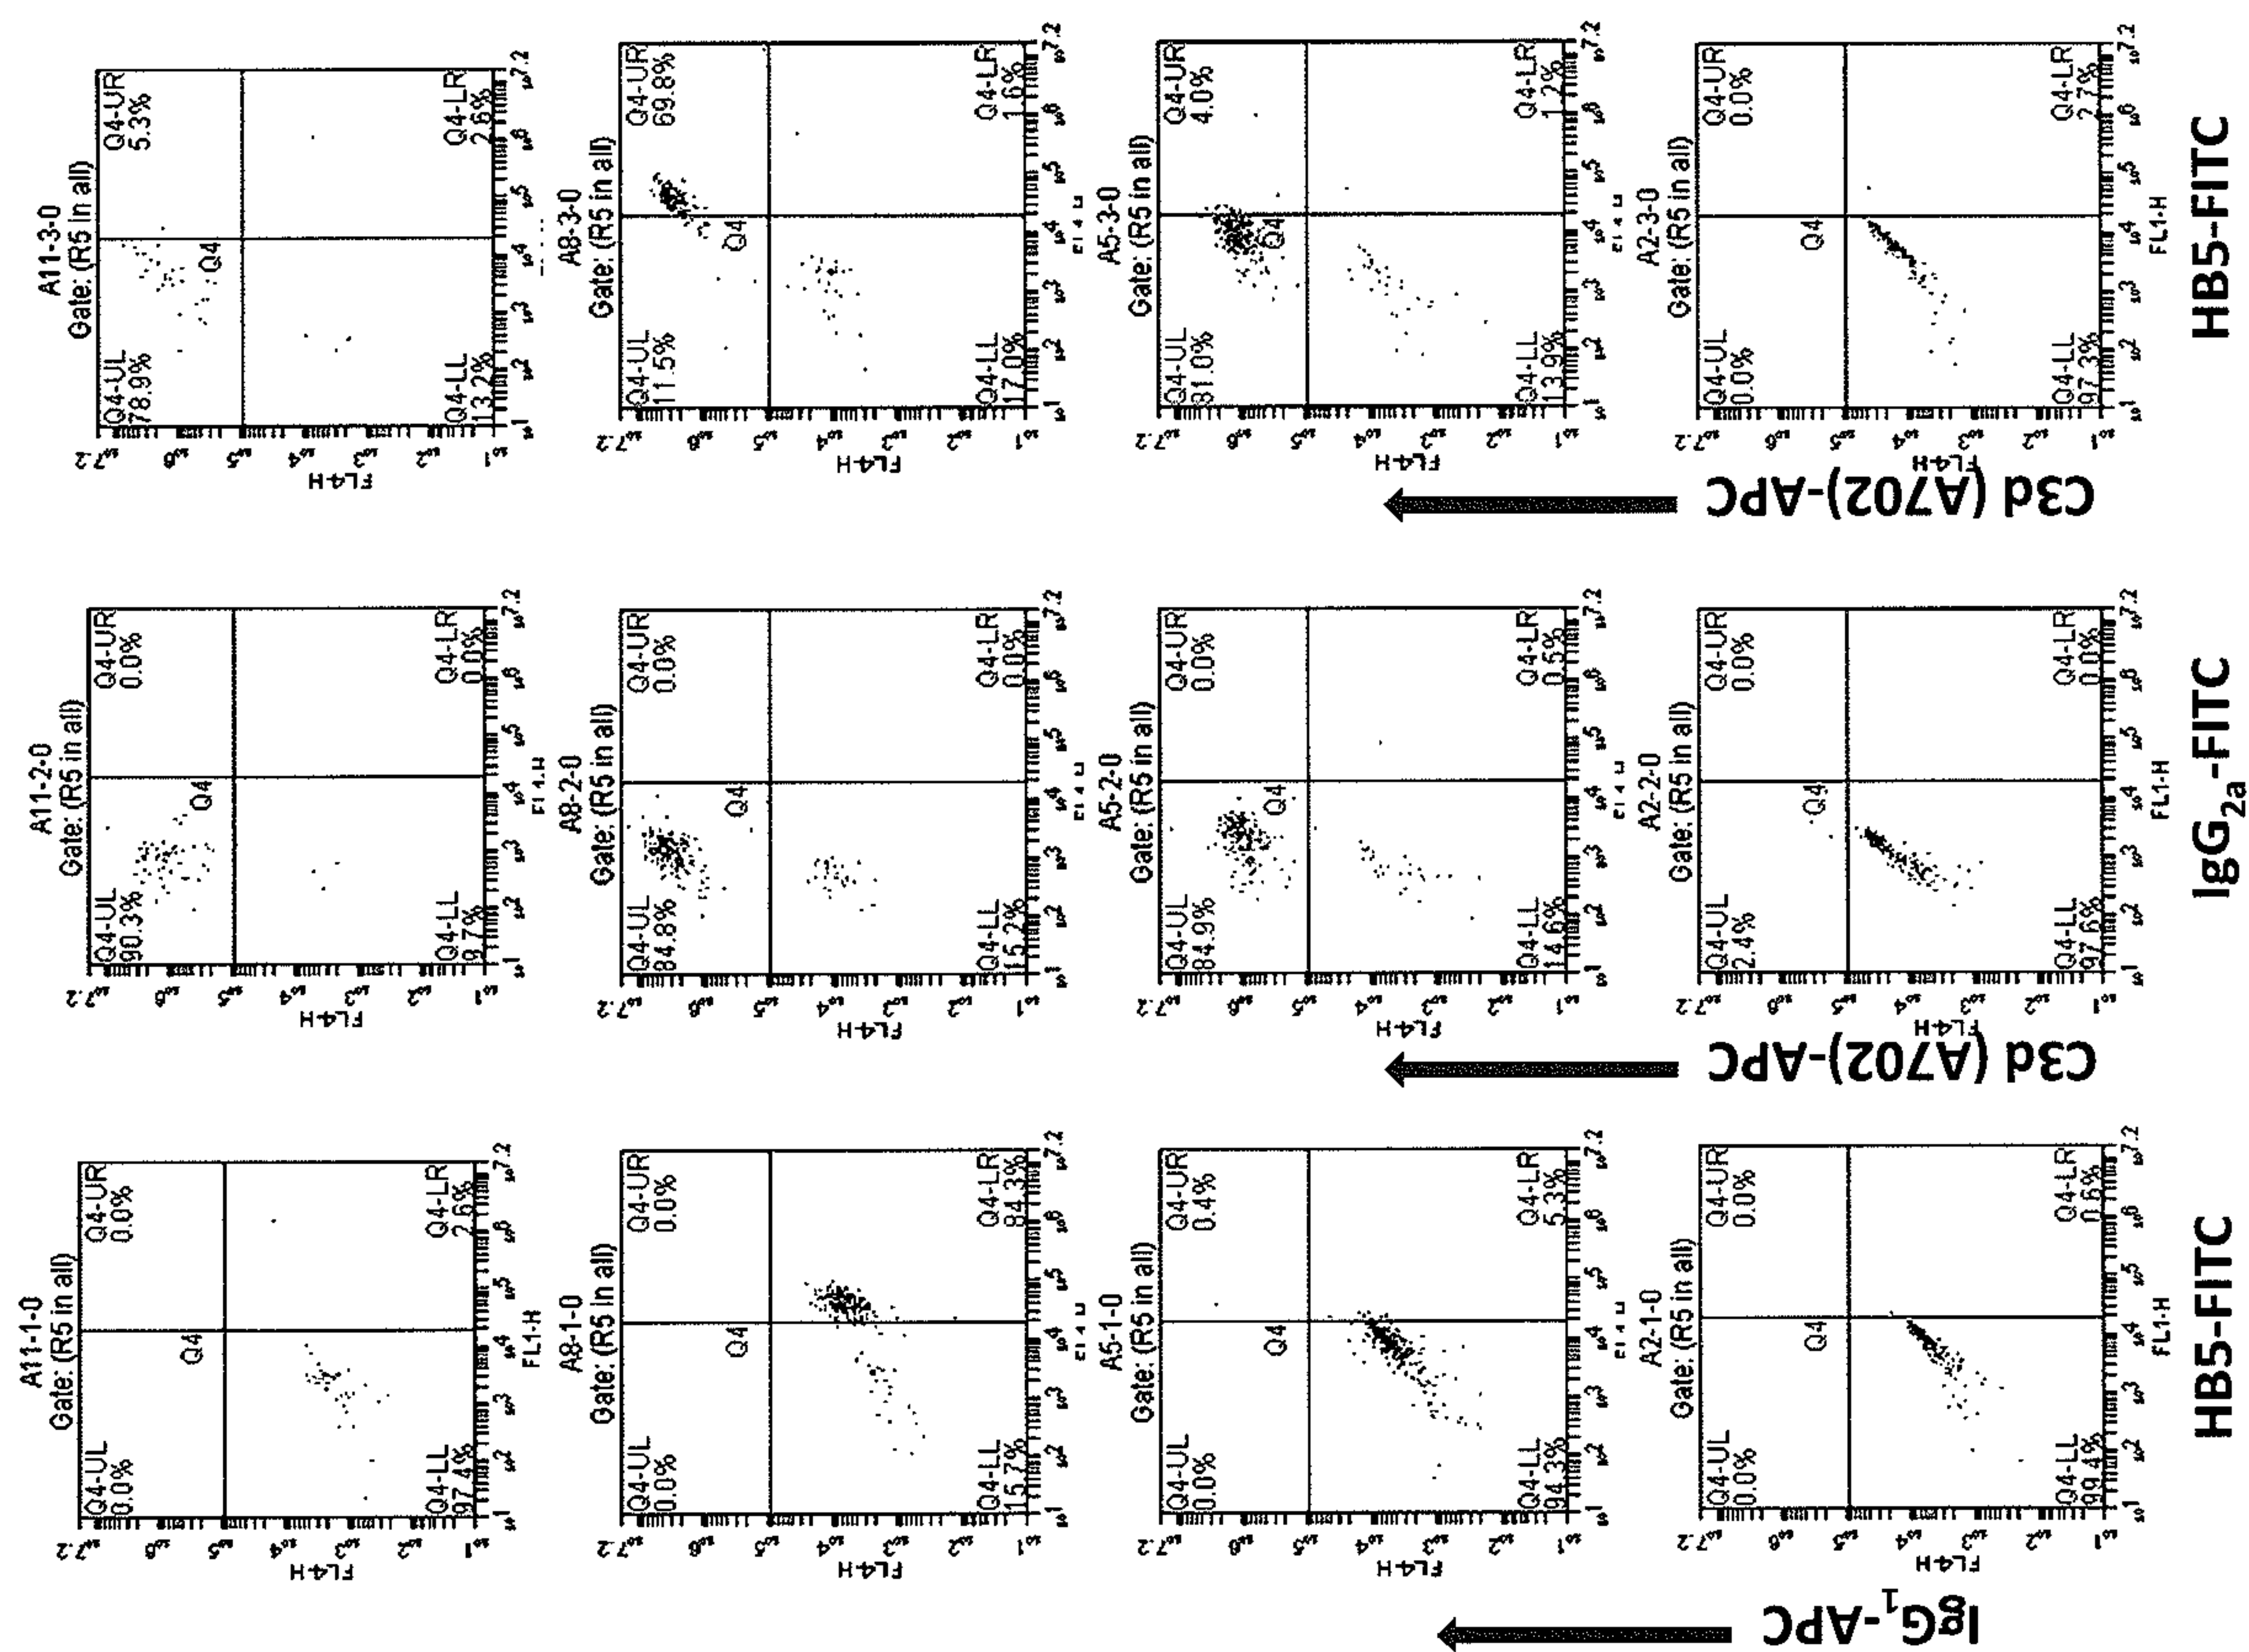 A11-1-0
Gate: (R5 in all)
Q4-UL
0.0%
Q4-UR
0.0%
Q4
Q4-LL
97.4%
Q4-LR
2.6%
FL4-H
FL1-H
A11-2-0
Gate: (R5 in all)
Q4-UL
90.3%
Q4-UR
0.0%
Q4
Q4-LL
9.7%
Q4-LR
0.0%
FL4-H
A11-3-0
Gate: (R5 in all)
Q4-UL
78.9%
Q4-UR
5.3%
Q4
Q4-LL
13.2%
Q4-LR
2.6%
FL4-H
A8-1-0
Gate: (R5 in all)
Q4-UL
0.0%
Q4-UR
0.0%
Q4
Q4-LL
15.7%
Q4-LR
84.3%
FL4-H
A8-2-0
Gate: (R5 in all)
Q4-UL
84.8%
Q4-UR
0.0%
Q4
Q4-LL
15.2%
Q4-LR
0.0%
FL4-H
A8-3-0
Gate: (R5 in all)
Q4-UL
11.5%
Q4-UR
69.8%
Q4
Q4-LL
17.0%
Q4-LR
1.6%
FL4-H
A5-1-0
Gate: (R5 in all)
Q4-UL
0.0%
Q4-UR
0.4%
Q4
Q4-LL
94.3%
Q4-LR
5.3%
FL4-H
A5-2-0
Gate: (R5 in all)
Q4-UL
84.9%
Q4-UR
0.0%
Q4
Q4-LL
14.6%
Q4-LR
0.5%
FL4-H
A5-3-0
Gate: (R5 in all)
Q4-UL
81.0%
Q4-UR
4.0%
Q4
Q4-LL
13.9%
Q4-LR
1.2%
FL4-H
A2-1-0
Gate: (R5 in all)
Q4-UL
0.0%
Q4-UR
0.0%
Q4
Q4-LL
99.4%
Q4-LR
0.6%
FL4-H
FL1-H
A2-2-0
Gate: (R5 in all)
Q4-UL
2.4%
Q4-UR
0.0%
Q4
Q4-LL
97.6%
Q4-LR
0.0%
FL4-H
FL1-H
A2-3-0
Gate: (R5 in all)
Q4-UL
0.0%
Q4-UR
0.0%
Q4
Q4-LL
97.3%
Q4-LR
2.7%
FL4-H
FL1-H
IgG1-APC
C3d (A702)-APC
C3d (A702)-APC
HB5-FITC
IgG2a-FITC
HB5-FITC